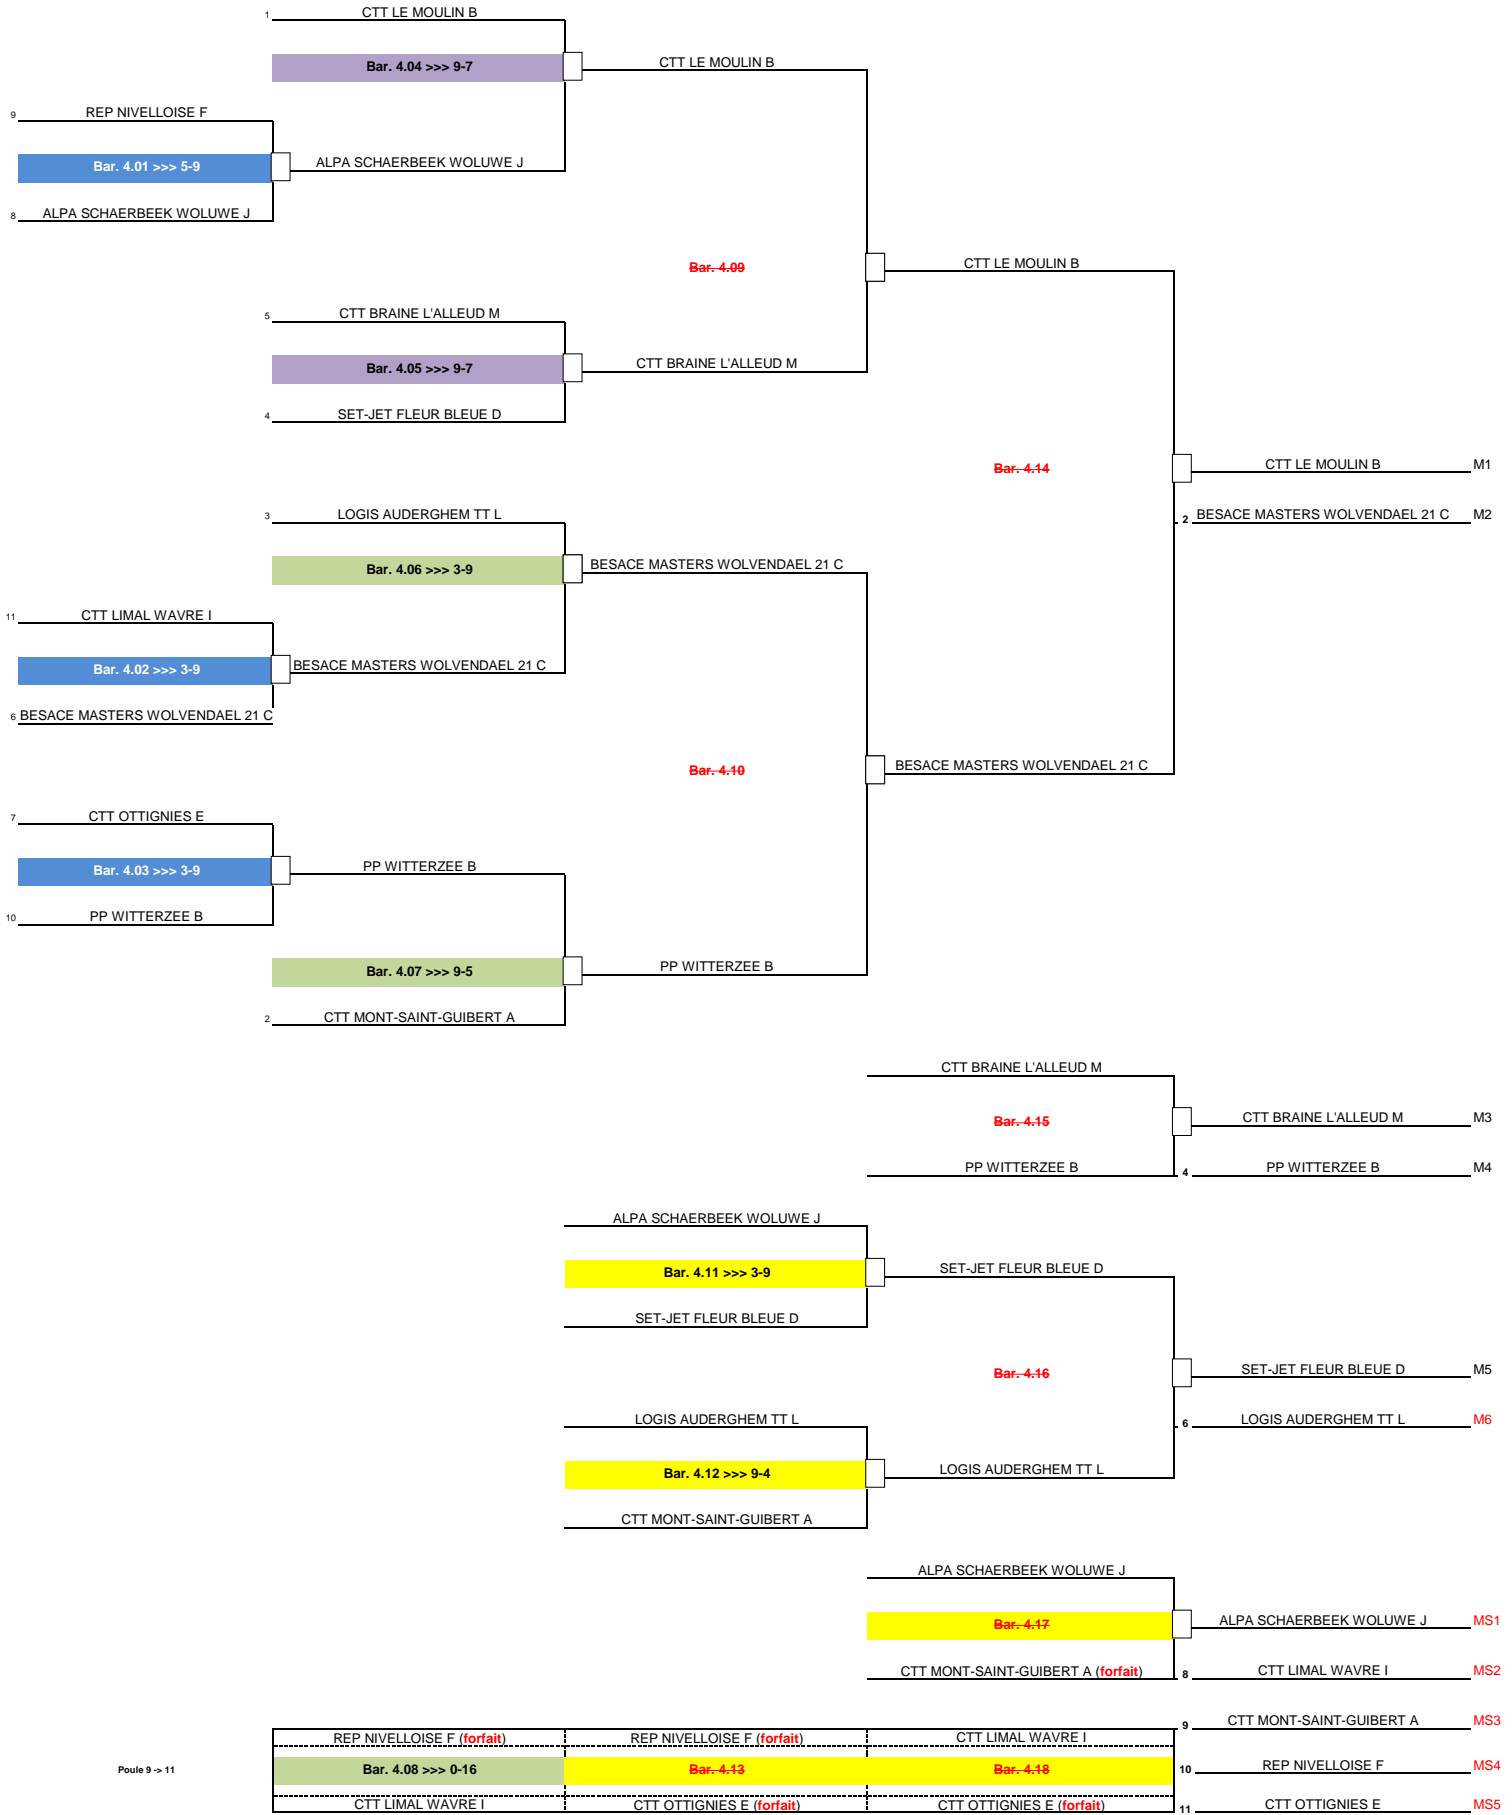 1 CTT LE MOULIN B
Bar. 4.04 >>> 9-7
CTT LE MOULIN B
9 REP NIVELLOISE F
Bar. 4.01 >>> 5-9
ALPA SCHAERBEEK WOLUWE J
8 ALPA SCHAERBEEK WOLUWE J
Bar. 4.09
CTT LE MOULIN B
5 CTT BRAINE L'ALLEUD M
Bar. 4.05 >>> 9-7
CTT BRAINE L'ALLEUD M
4 SET-JET FLEUR BLEUE D
Bar. 4.14
CTT LE MOULIN B M1
2 BESACE MASTERS WOLVENDAEL 21 C M2
3 LOGIS AUDERGHEM TT L
Bar. 4.06 >>> 3-9
BESACE MASTERS WOLVENDAEL 21 C
11 CTT LIMAL WAVRE I
Bar. 4.02 >>> 3-9
BESACE MASTERS WOLVENDAEL 21 C
6 BESACE MASTERS WOLVENDAEL 21 C
Bar. 4.10
BESACE MASTERS WOLVENDAEL 21 C
7 CTT OTTIGNIES E
Bar. 4.03 >>> 3-9
PP WITTERZEE B
10 PP WITTERZEE B
Bar. 4.07 >>> 9-5
PP WITTERZEE B
2 CTT MONT-SAINT-GUIBERT A
CTT BRAINE L'ALLEUD M
Bar. 4.15
CTT BRAINE L'ALLEUD M M3
PP WITTERZEE B
4 PP WITTERZEE B M4
ALPA SCHAERBEEK WOLUWE J
Bar. 4.11 >>> 3-9
SET-JET FLEUR BLEUE D
SET-JET FLEUR BLEUE D
Bar. 4.16
SET-JET FLEUR BLEUE D M5
LOGIS AUDERGHEM TT L
6 LOGIS AUDERGHEM TT L M6
Bar. 4.12 >>> 9-4
LOGIS AUDERGHEM TT L
CTT MONT-SAINT-GUIBERT A
ALPA SCHAERBEEK WOLUWE J
Bar. 4.17
ALPA SCHAERBEEK WOLUWE J MS1
CTT MONT-SAINT-GUIBERT A (forfait)
8 CTT LIMAL WAVRE I MS2
9 CTT MONT-SAINT-GUIBERT A MS3
REP NIVELLOISE F (forfait) REP NIVELLOISE F (forfait) CTT LIMAL WAVRE I
Poule 9 -> 11 Bar. 4.08 >>> 0-16 Bar. 4.13 Bar. 4.18
10 REP NIVELLOISE F MS4
CTT LIMAL WAVRE I CTT OTTIGNIES E (forfait) CTT OTTIGNIES E (forfait)
11 CTT OTTIGNIES E MS5